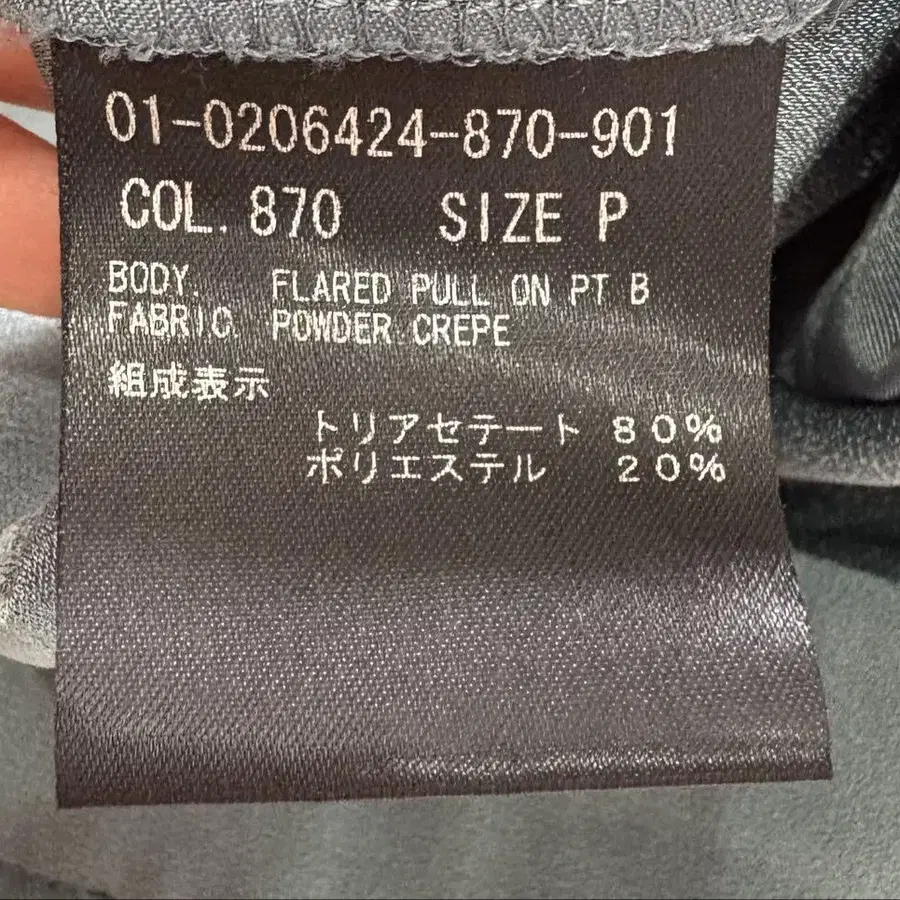 01-0206424-870-901
COL. 870 SIZE P
BODY. FLARED PULL ON PT B
FABRIC. POWDER CREPE
組成表示
トリアセテート 80%
ポリエステル 20%